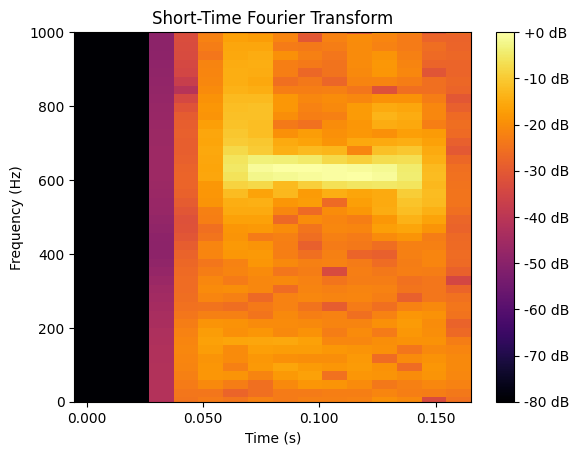 Short-Time Fourier Transform
1000
800
600
400
200
0
Frequency (Hz)
0.000
0.050
0.100
0.150
Time (s)
+0 dB
-10 dB
-20 dB
-30 dB
-40 dB
-50 dB
-60 dB
-70 dB
-80 dB